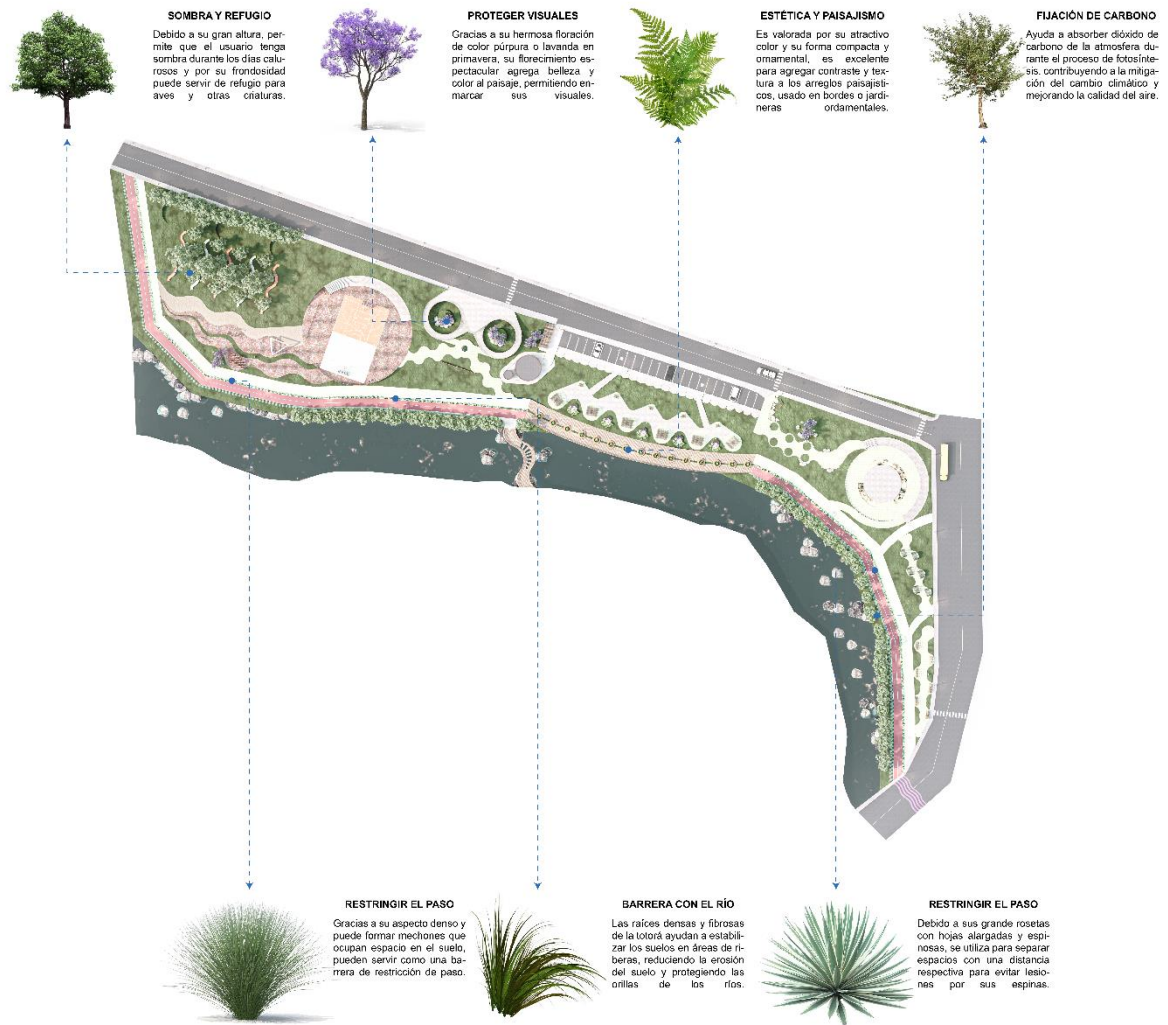 SOMBRA Y REFUGIO
Debido a su gran altura, per-
mite que el usuario tenga
sombra durante los días calu-
rosos y por su frondosidad
puede servir de refugio para
aves y otras criaturas.
PROTEGER VISUALES
Gracias a su hermosa floración
de color púrpura o lavanda en
primavera, su florecimiento es-
pectacular agrega belleza y
color al paisaje, permitiendo en-
marcar sus visuales.
ESTÉTICA Y PAISAJISMO
Es valorada por su atractivo
color y su forma compacta y
ornamental, es excelente
para agregar contraste y tex-
tura a los arreglos paisajísti-
cos, usado en bordes o jardi-
neras ordamentales.
FIJACIÓN DE CARBONO
Ayuda a absorber dióxido de
carbono de la atmosfera du-
rante el proceso de fotosínte-
sis, contribuyendo a la mitiga-
ción del cambio climático y
mejorando la calidad del aire.
RESTRINGIR EL PASO
Gracias a su aspecto denso y
puede formar mechones que
ocupan espacio en el suelo,
pueden servir como una ba-
rrera de restricción de paso.
BARRERA CON EL RÍO
Las raíces densas y fibrosas
de la totorá ayudan a estabili-
zar los suelos en áreas de ri-
beras, reduciendo la erosión
del suelo y protegiendo las
orillas de los ríos.
RESTRINGIR EL PASO
Debido a sus grande rosetas
con hojas alargadas y espi-
nosas, se utiliza para separar
espacios con una distancia
respectiva para evitar lesio-
nes por sus espinas.